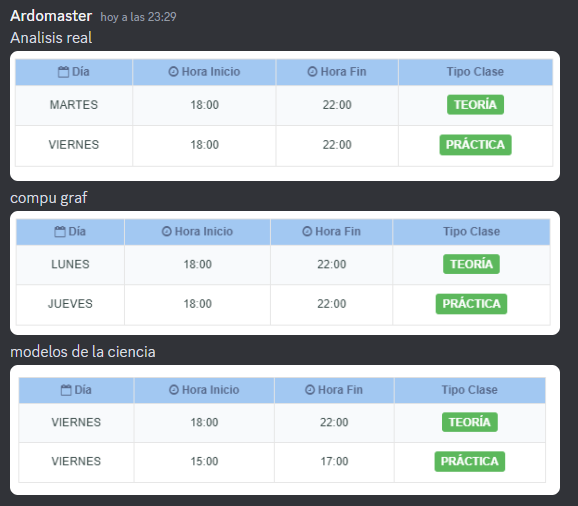 Ardomaster hoy a las 23:29
Analisis real
Día Hora Inicio Hora Fin Tipo Clase
MARTES 18:00 22:00 TEORÍA
VIERNES 18:00 22:00 PRÁCTICA
compu graf
Día Hora Inicio Hora Fin Tipo Clase
LUNES 18:00 22:00 TEORÍA
JUEVES 18:00 22:00 PRÁCTICA
modelos de la ciencia
Día Hora Inicio Hora Fin Tipo Clase
VIERNES 18:00 22:00 TEORÍA
VIERNES 15:00 17:00 PRÁCTICA